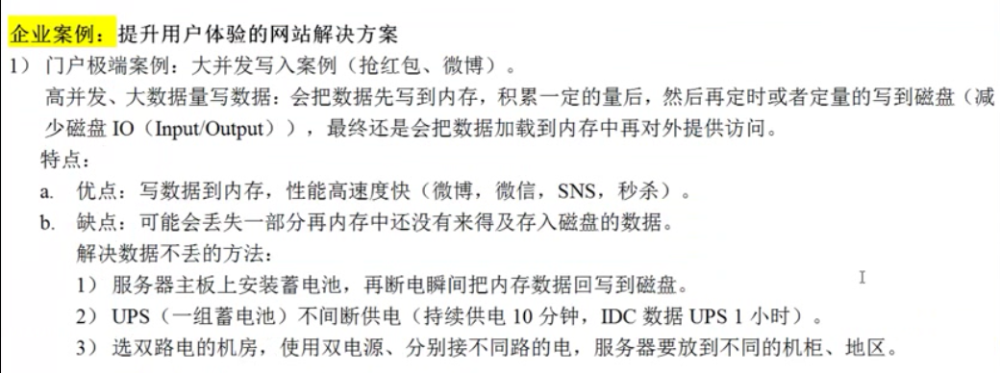 企业案例：提升用户体验的网站解决方案
1） 门户极端案例：大并发写入案例（抢红包、微博）。
高并发、大数据量写数据：会把数据先写到内存，积累一定的量后，然后再定时或者定量的写到磁盘（减
少磁盘 IO（Input/Output）），最终还是会把数据加载到内存中再对外提供访问。
特点：
a. 优点：写数据到内存，性能高速度快（微博，微信，SNS，秒杀）。
b. 缺点：可能会丢失一部分再内存中还没有来得及存入磁盘的数据。
解决数据不丢的方法：
1） 服务器主板上安装蓄电池，再断电瞬间把内存数据回写到磁盘。
2） UPS（一组蓄电池）不间断供电（持续供电 10 分钟，IDC 数据 UPS 1 小时）。
3） 选双路电的机房，使用双电源、分别接不同路的电，服务器要放到不同的机柜、地区。